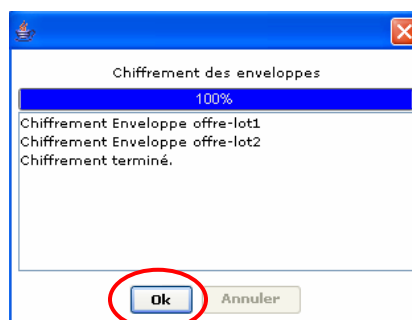 Chiffrement des enveloppes
100%
Chiffrement Enveloppe offre-lot1
Chiffrement Enveloppe offre-lot2
Chiffrement terminé.
Ok
Annuler